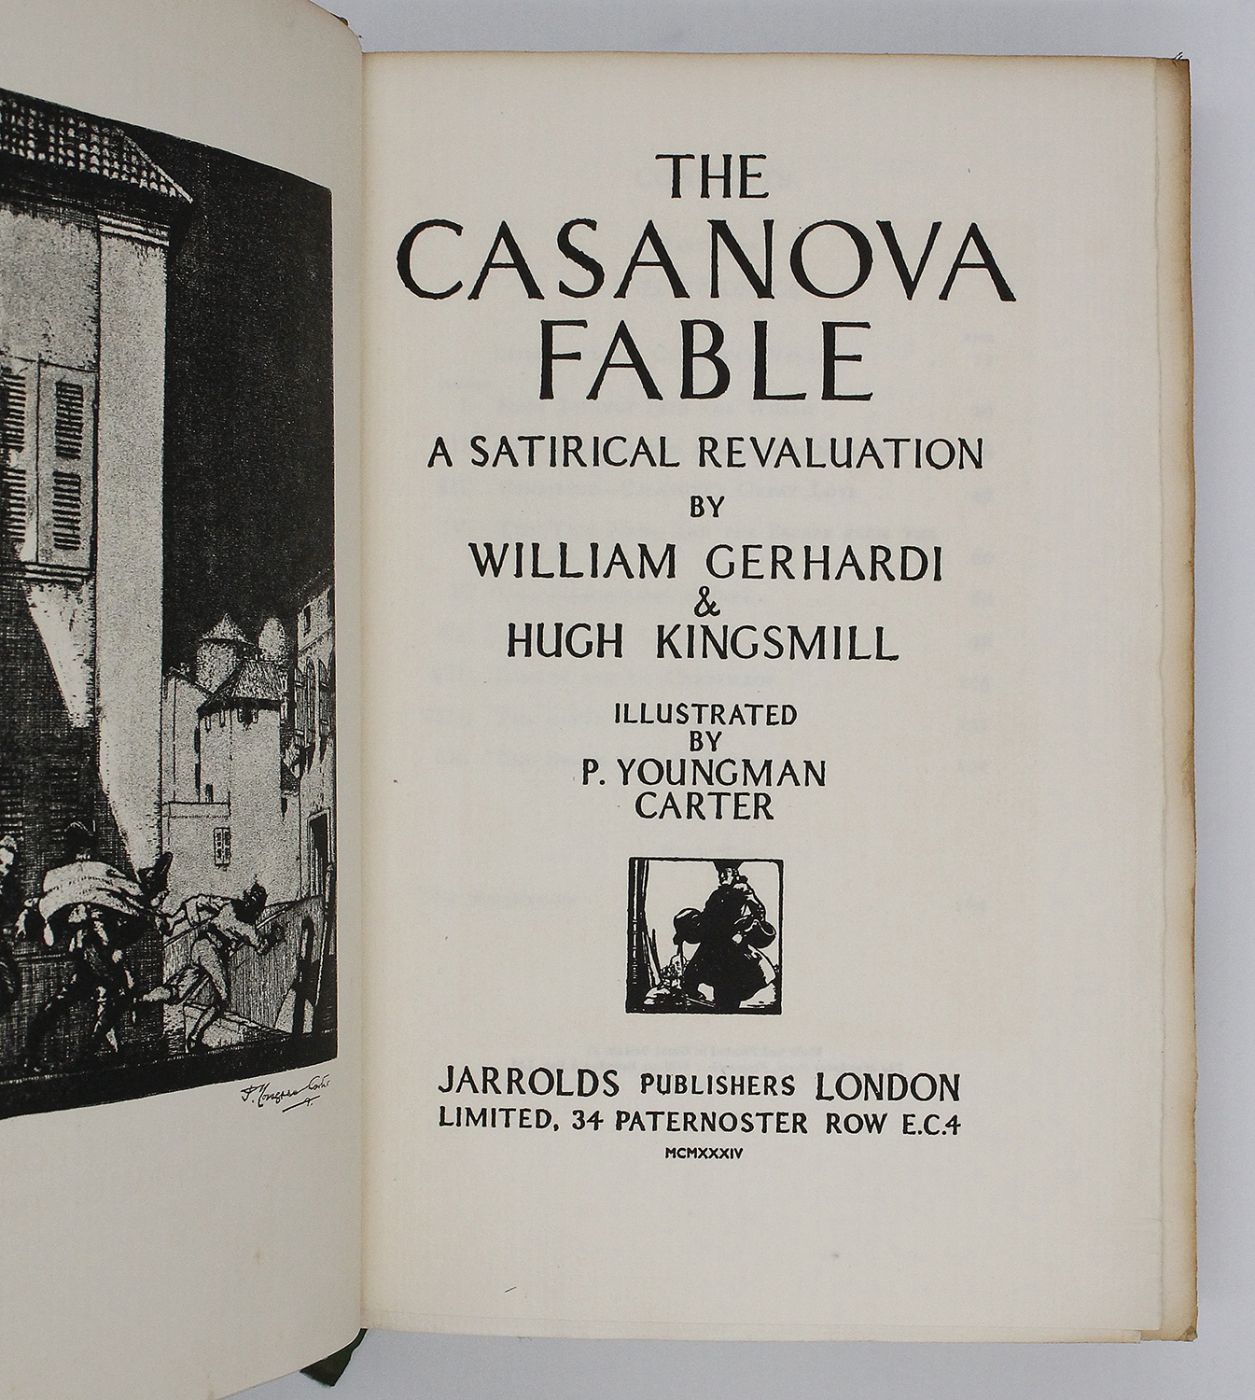 THE
CASANOVA
FABLE
A SATIRICAL REVALUATION
BY
WILLIAM GERHARDI
&
HUGH KINGSMILL
ILLUSTRATED
BY
P. YOUNGMAN
CARTER
JARROLDS PUBLISHERS LONDON
LIMITED, 34 PATERNOSTER ROW E.C.4
MCMXXXIV